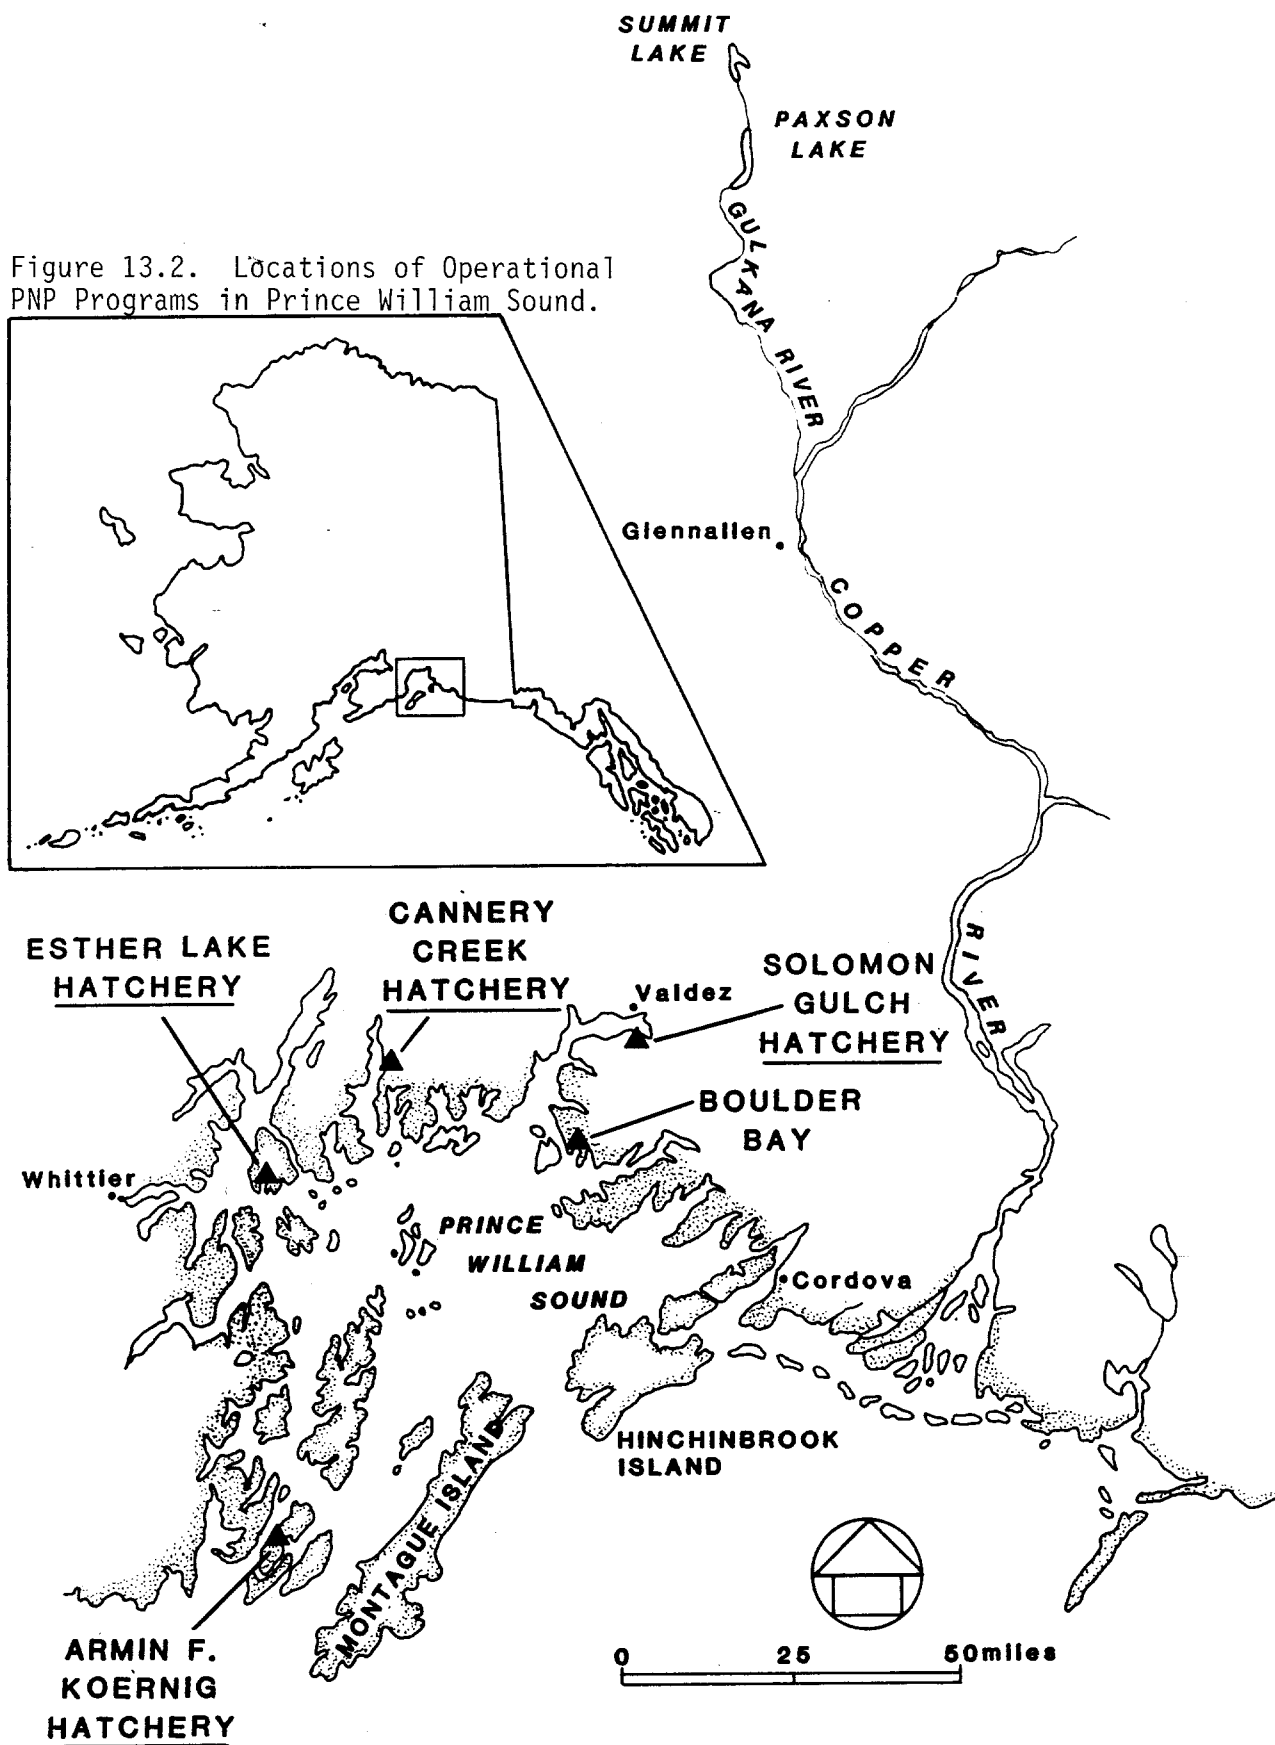 SUMMIT
LAKE
PAXSON
LAKE
GULKANA RIVER
Figure 13.2. Locations of Operational
PNP Programs in Prince William Sound.
Glennallen
COPPER
RIVER
CANNERY
CREEK
HATCHERY
ESTHER LAKE
HATCHERY
SOLOMON
GULCH
HATCHERY
Valdez
BOULDER
BAY
Whittier
PRINCE
WILLIAM
SOUND
Cordova
HINCHINBROOK
ISLAND
MONTAGUE ISLAND
ARMIN F.
KOERNIG
HATCHERY
0 25 50miles